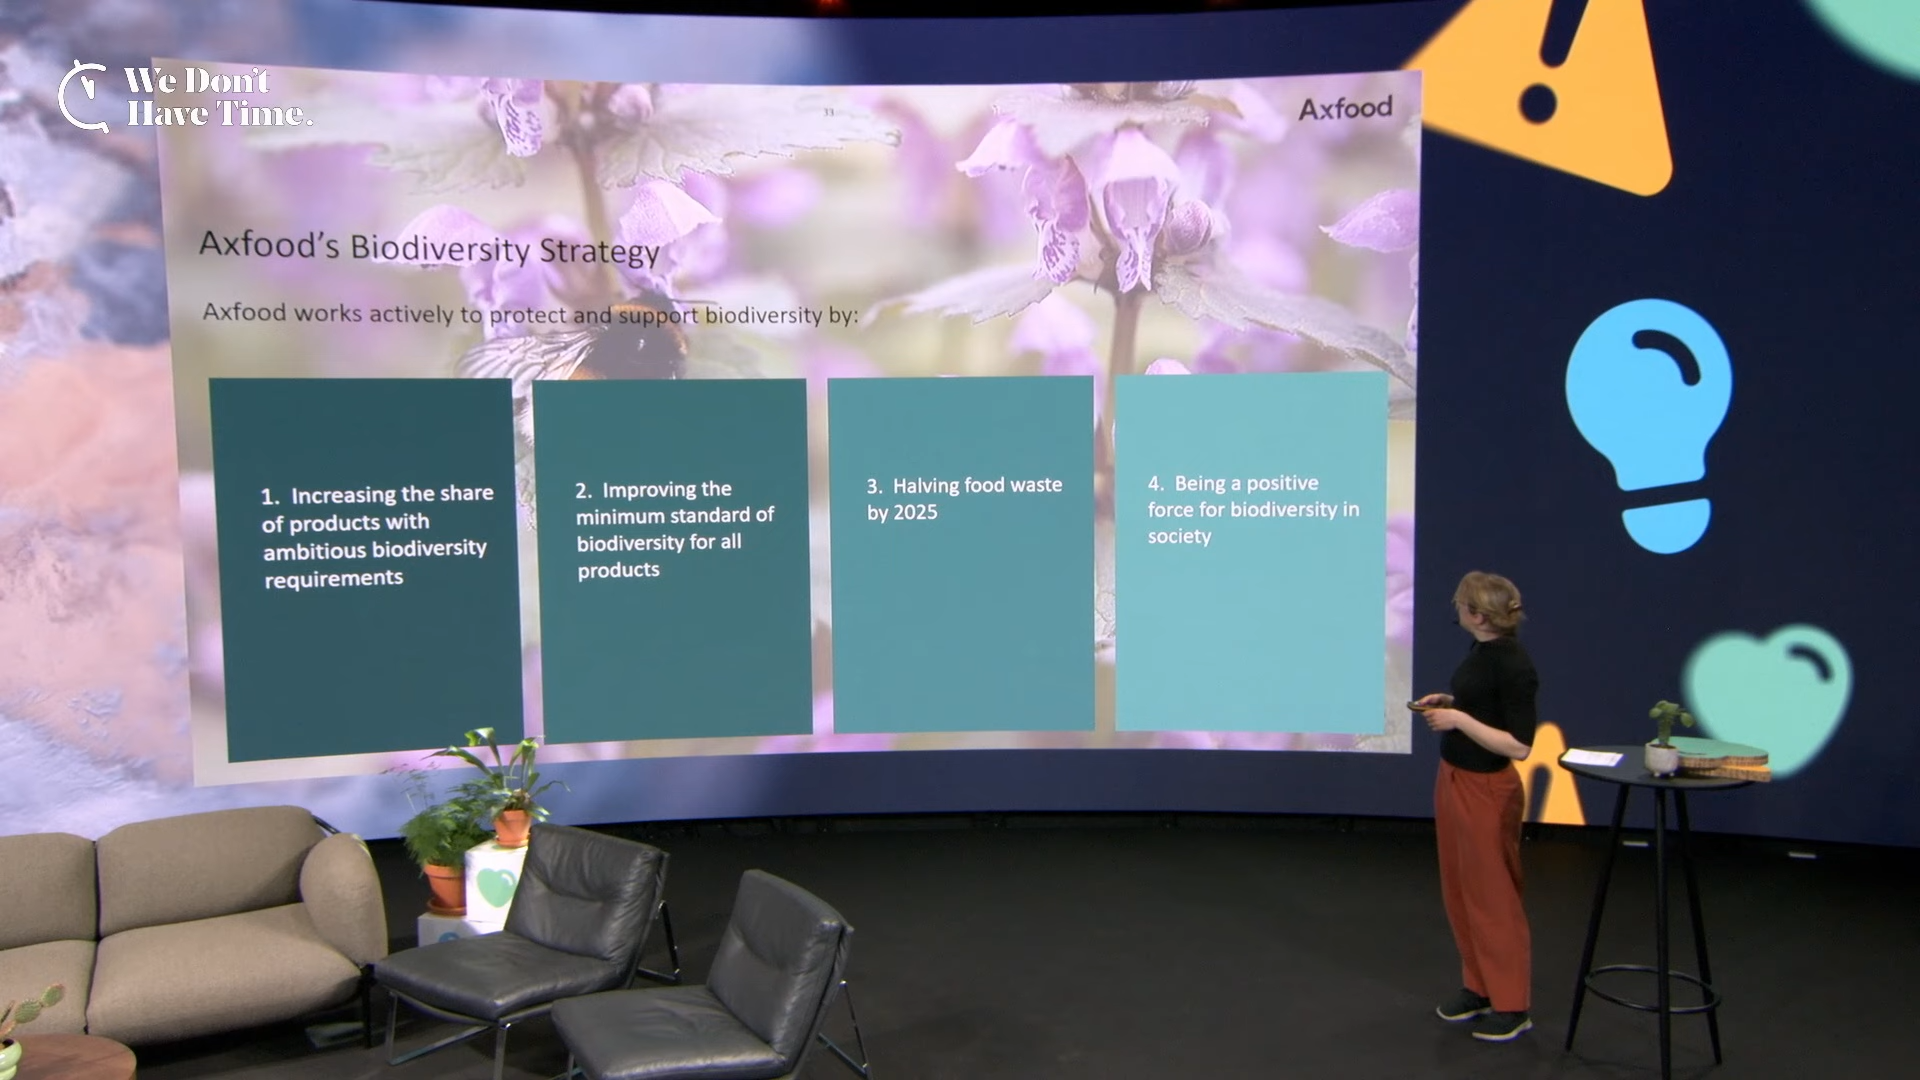 We Don't
Have Time.
33
Axfood
Axfood's Biodiversity Strategy
Axfood works actively to protect and support biodiversity by:
1. Increasing the share
of products with
ambitious biodiversity
requirements
2. Improving the
minimum standard of
biodiversity for all
products
3. Halving food waste
by 2025
4. Being a positive
force for biodiversity in
society